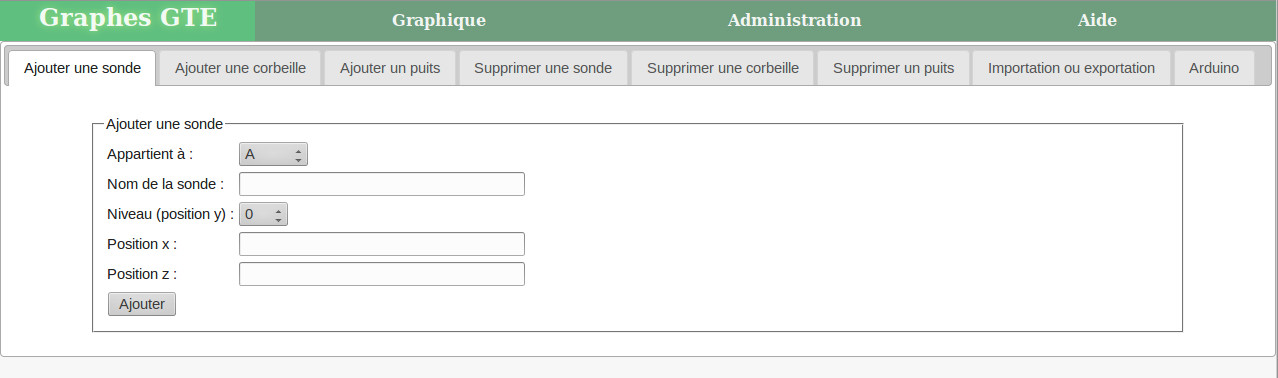 Graphes GTE Graphique Administration Aide
Ajouter une sonde Ajouter une corbeille Ajouter un puits Supprimer une sonde Supprimer une corbeille Supprimer un puits Importation ou exportation Arduino
Ajouter une sonde
Appartient à : A
Nom de la sonde :
Niveau (position y) : 0
Position x :
Position z :
Ajouter